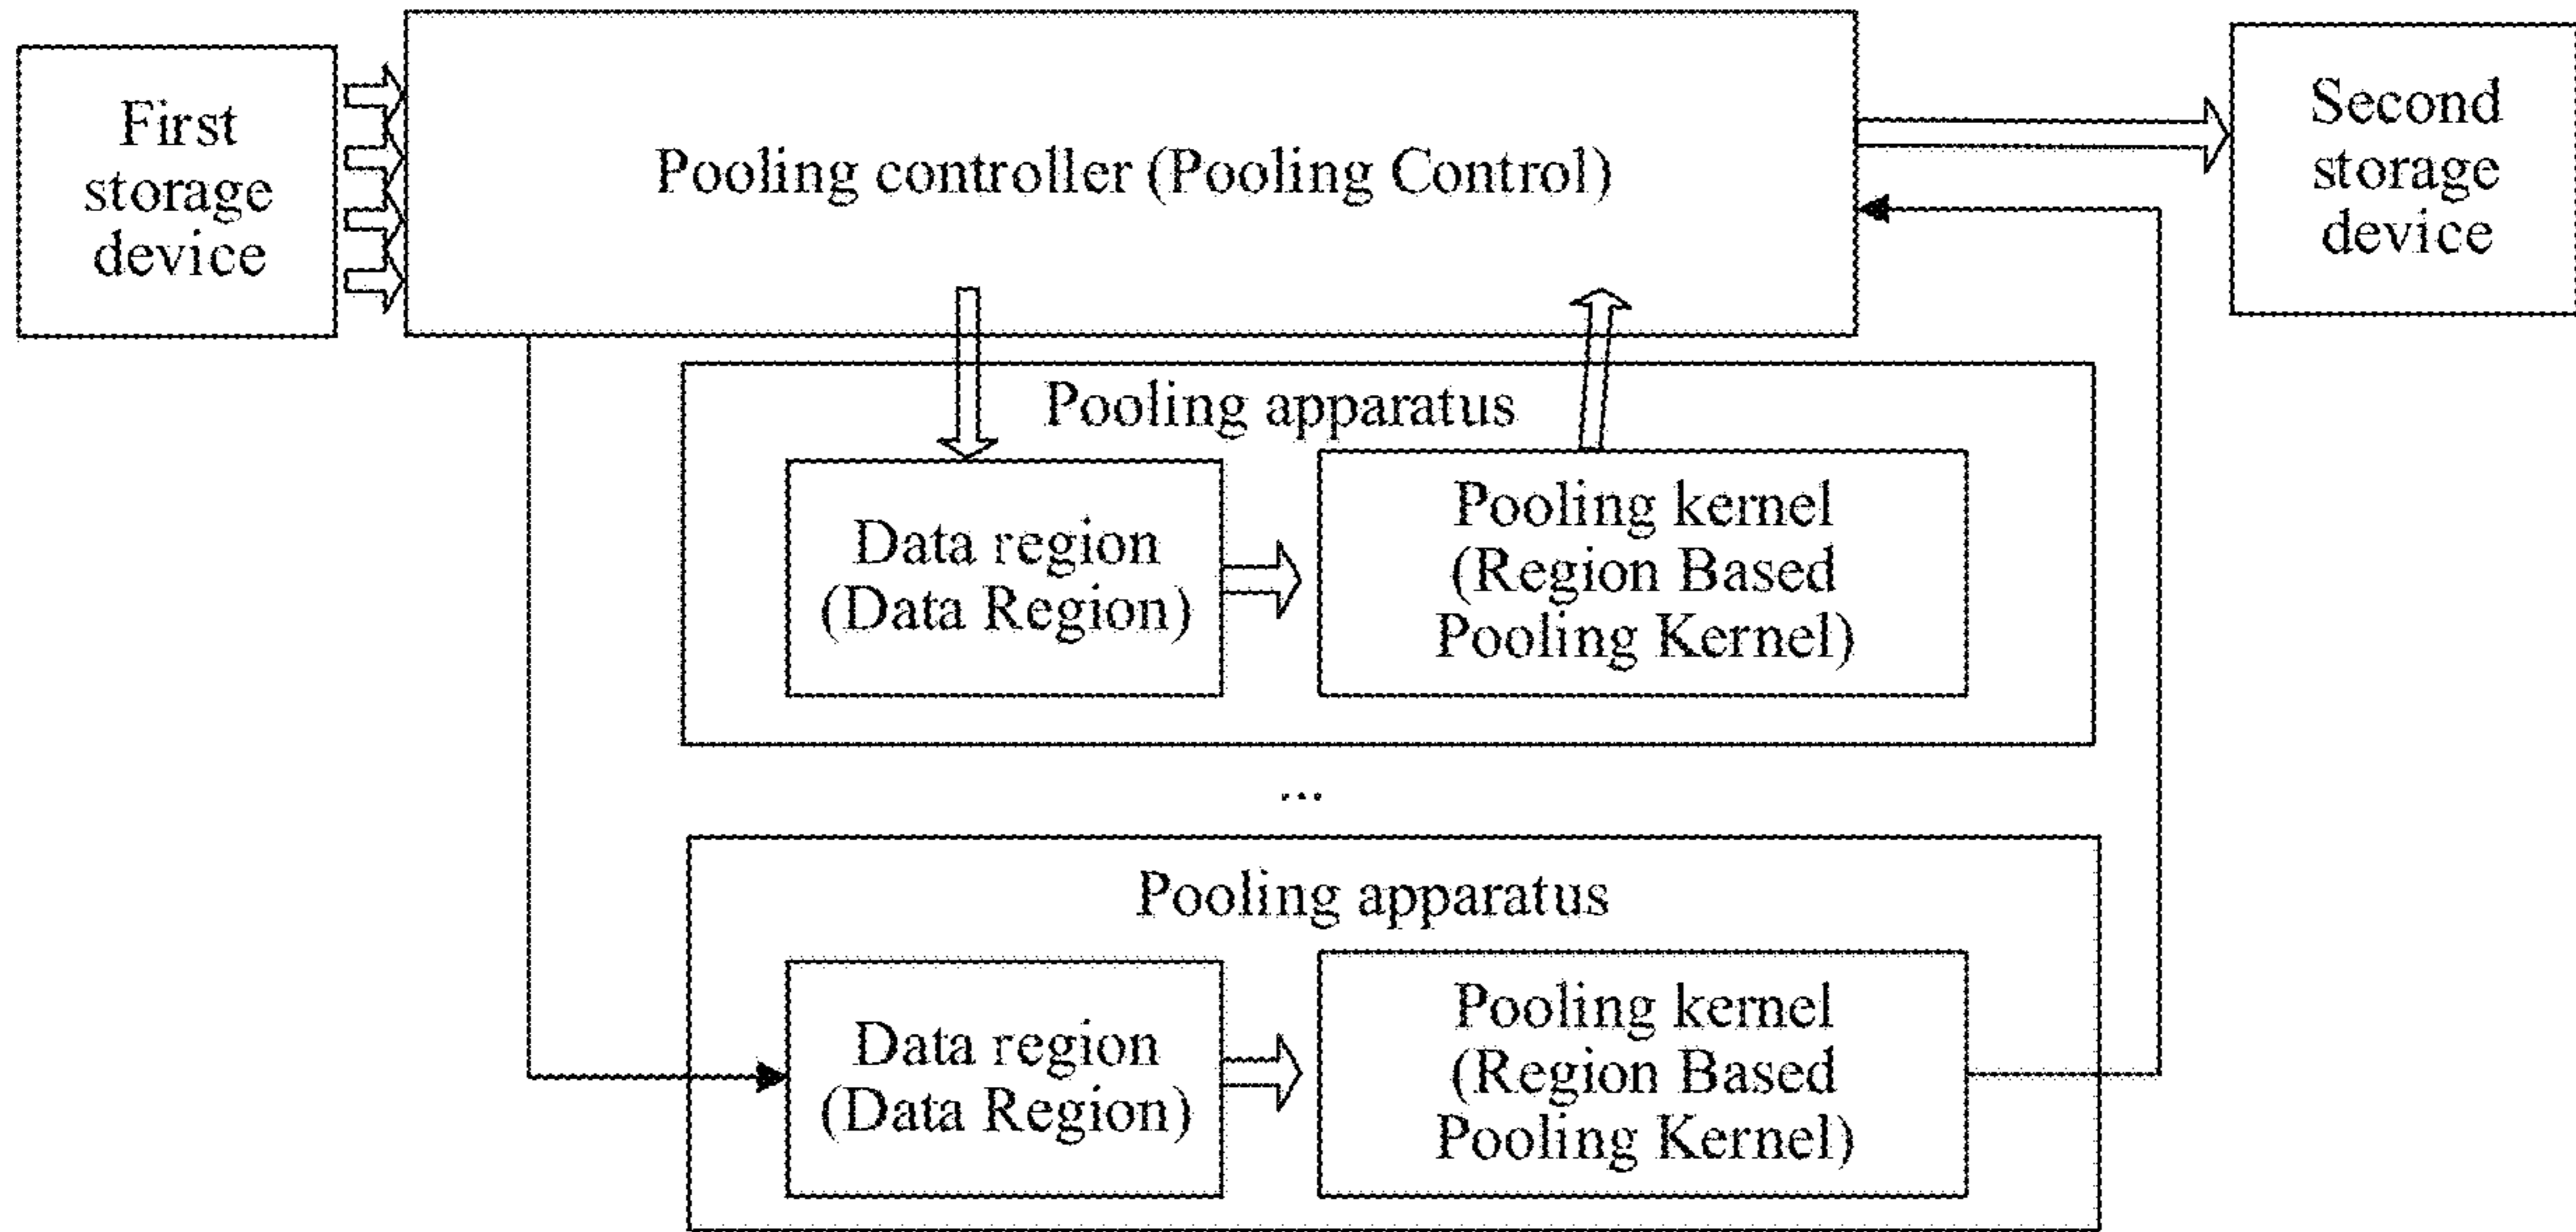 First
storage
device
Pooling controller (Pooling Control)
Second
storage
device
Pooling apparatus
Data region
(Data Region)
Pooling kernel
(Region Based
Pooling Kernel)
...
Pooling apparatus
Data region
(Data Region)
Pooling kernel
(Region Based
Pooling Kernel)